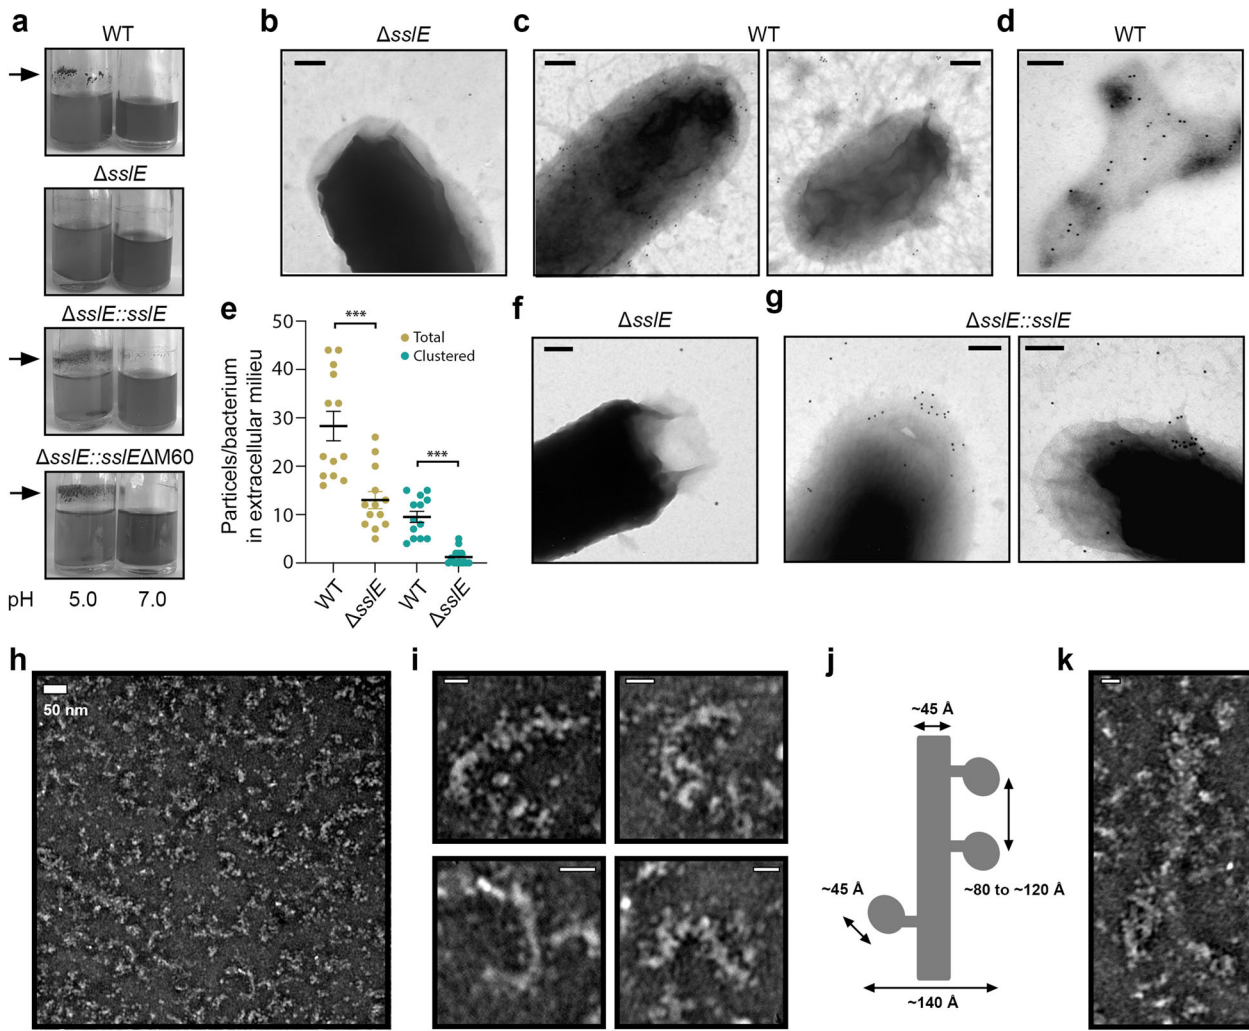 a
WT
ΔsslE
ΔsslE::sslE
ΔsslE::sslEΔM60
pH 5.0 7.0
b
ΔsslE
c
WT
d
WT
e
Particels/bacterium
in extracellular milieu
50
40
30
20
10
0
***
***
Total
Clustered
WT
ΔsslE
WT
ΔsslE
f
ΔsslE
g
ΔsslE::sslE
h
50 nm
i
j
~45 Å
~80 to ~120 Å
~45 Å
~140 Å
k